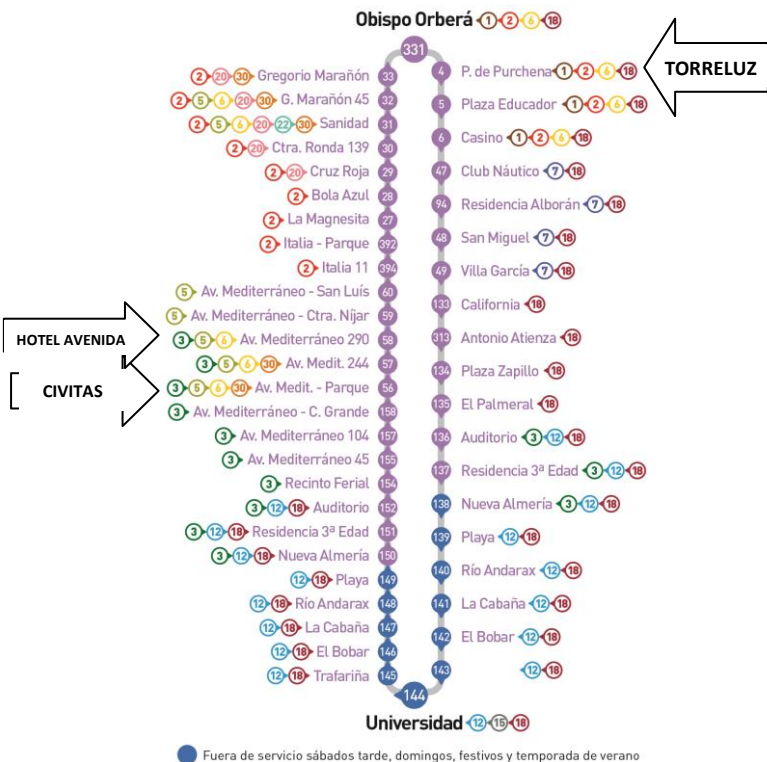 Obispo Orberá 1 2 6 18
331
2 20 30 Gregorio Marañón 33
2 5 6 20 30 G. Marañón 45 32
2 5 6 20 22 30 Sanidad 31
2 20 Ctra. Ronda 139 30
2 20 Cruz Roja 29
2 Bola Azul 28
2 La Magnesita 27
2 Italia - Parque 392
2 Italia 11 394
5 Av. Mediterráneo - San Luís 60
5 Av. Mediterráneo - Ctra. Níjar 59
HOTEL AVENIDA
3 5 6 Av. Mediterráneo 290 58
3 5 6 30 Av. Medit. 244 57
CIVITAS
3 5 6 30 Av. Medit. - Parque 56
3 Av. Mediterráneo - C. Grande 158
3 Av. Mediterráneo 104 157
3 Av. Mediterráneo 45 155
3 Recinto Ferial 154
3 12 18 Auditorio 152
3 12 18 Residencia 3ª Edad 151
3 12 18 Nueva Almería 150
12 18 Playa 149
12 18 Río Andarax 148
12 18 La Cabaña 147
12 18 El Bobar 146
12 18 Trafariña 145
4 P. de Purchena 1 2 6 18
TORRELUZ
5 Plaza Educador 1 2 6 18
6 Casino 1 2 6 18
47 Club Náutico 7 18
94 Residencia Alborán 7 18
48 San Miguel 7 18
49 Villa García 7 18
133 California 18
313 Antonio Atienza 18
134 Plaza Zapillo 18
135 El Palmeral 18
136 Auditorio 3 12 18
137 Residencia 3ª Edad 3 12 18
138 Nueva Almería 3 12 18
139 Playa 12 18
140 Río Andarax 12 18
141 La Cabaña 12 18
142 El Bobar 12 18
143 12 18
144
Universidad 12 15 18
Fuera de servicio sábados tarde, domingos, festivos y temporada de verano